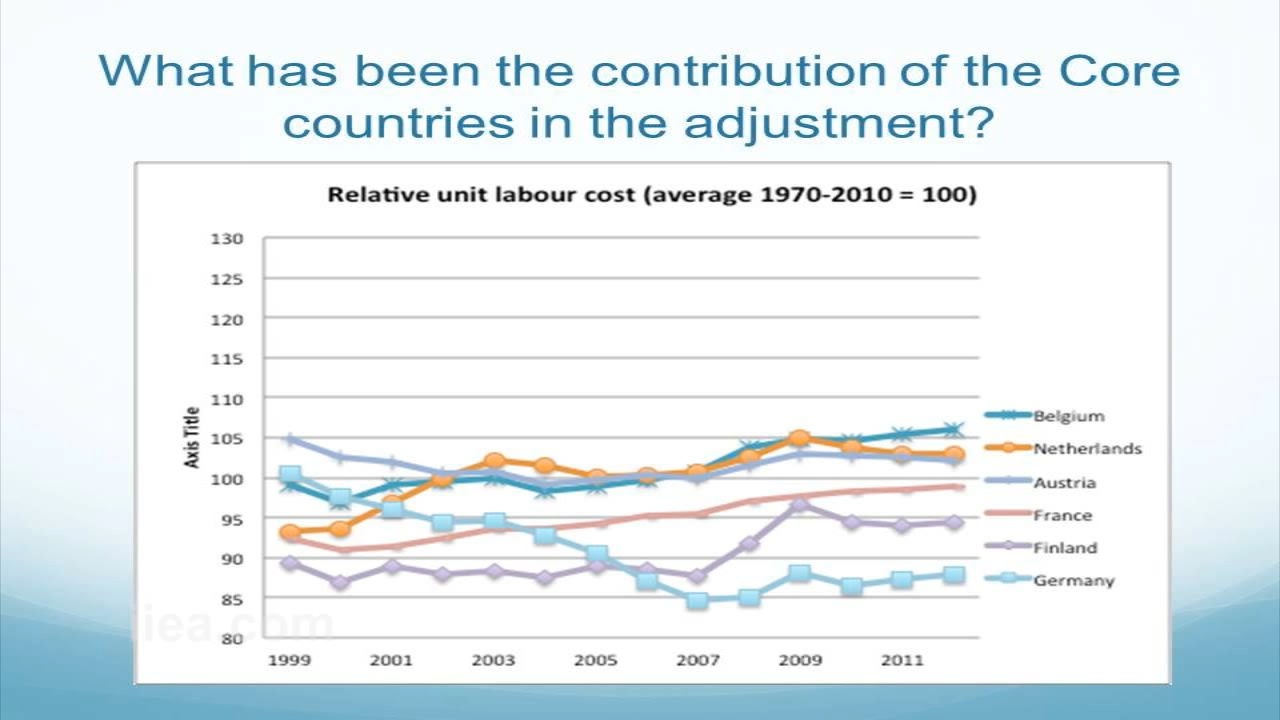 What has been the contribution of the Core
countries in the adjustment?
Relative unit labour cost (average 1970-2010 = 100)
130
125
120
115
110
105
100
95
90
85
80
Axis Title
1999 2001 2003 2005 2007 2009 2011
Belgium
Netherlands
Austria
France
Finland
Germany
iiea.com